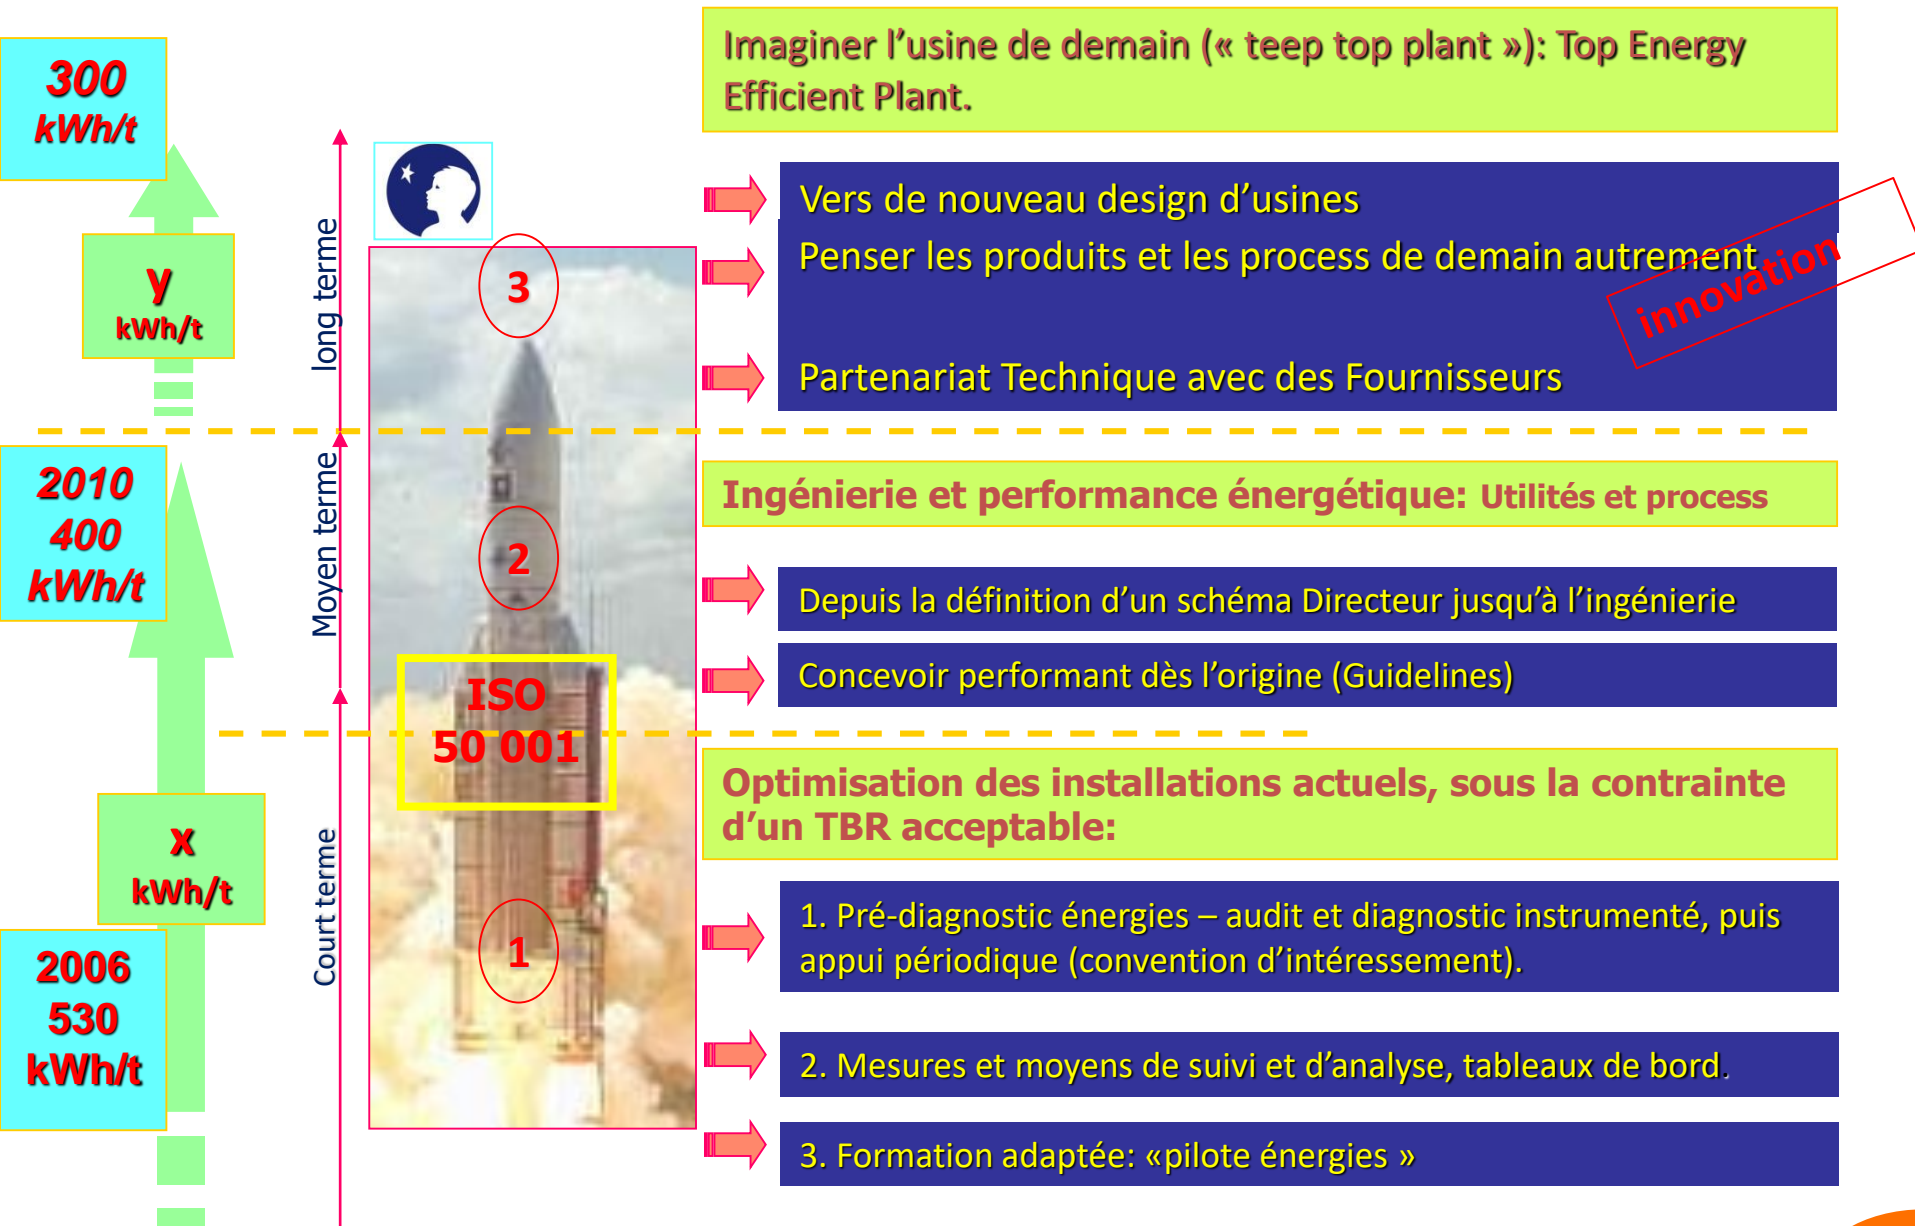 Imaginer l’usine de demain (« teep top plant »): Top Energy
Efficient Plant.
300
kWh/t
y
kWh/t
long terme
3
Vers de nouveau design d’usines
Penser les produits et les process de demain autrement
innovation
Partenariat Technique avec des Fournisseurs
2010
400
kWh/t
Moyen terme
2
Ingénierie et performance énergétique: Utilités et process
Depuis la définition d’un schéma Directeur jusqu’à l’ingénierie
Concevoir performant dès l’origine (Guidelines)
ISO
50 001
Optimisation des installations actuels, sous la contrainte
d’un TBR acceptable:
x
kWh/t
Court terme
1
2006
530
kWh/t
1. Pré-diagnostic énergies – audit et diagnostic instrumenté, puis
appui périodique (convention d’intéressement).
2. Mesures et moyens de suivi et d’analyse, tableaux de bord.
3. Formation adaptée: «pilote énergies »